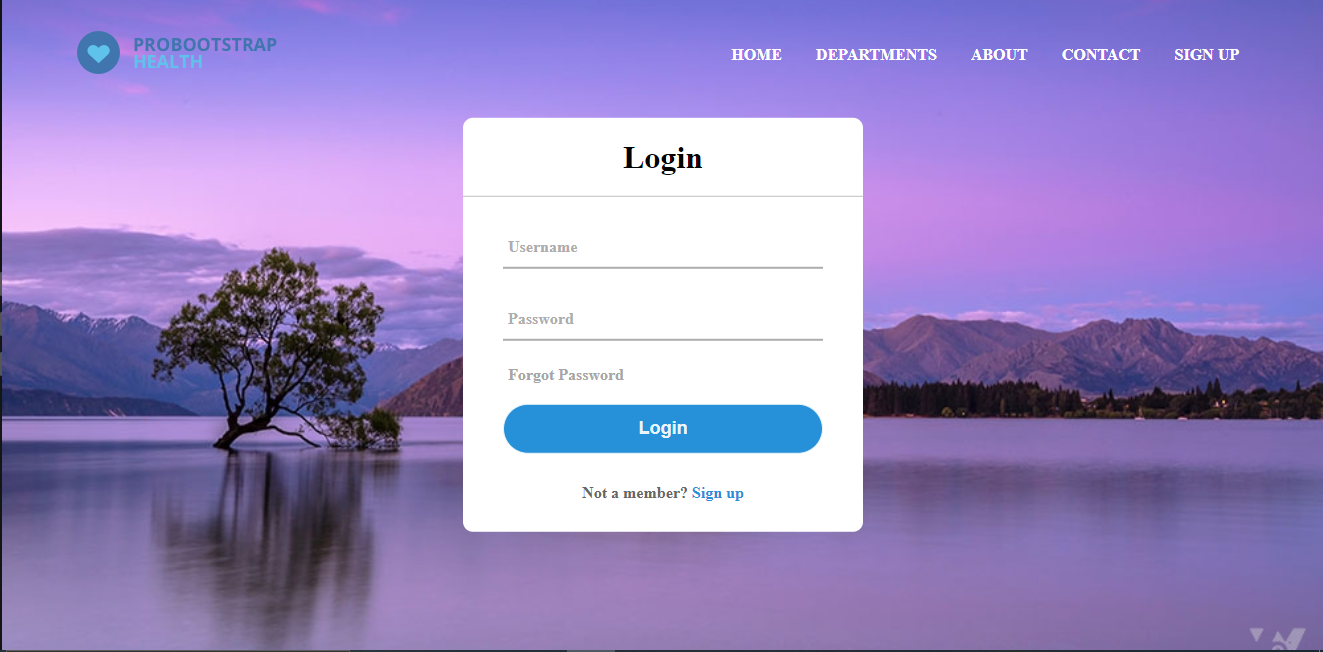 PROBOOTSTRAP
HEALTH
HOME DEPARTMENTS ABOUT CONTACT SIGN UP
Login
Username
Password
Forgot Password
Login
Not a member? Sign up